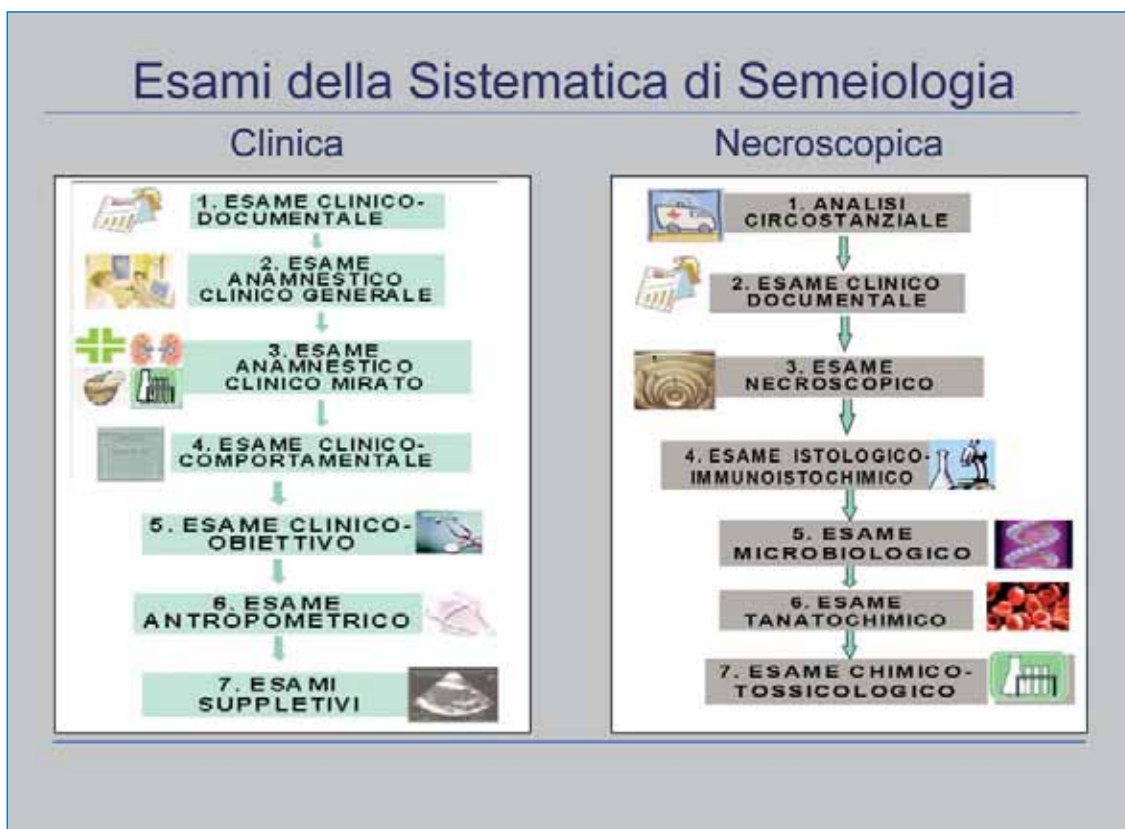 Esami della Sistematica di Semeiologia
Clinica
1. ESAME CLINICO-
DOCUMENTALE
2. ESAME
ANAMNESTICO
CLINICO GENERALE
3. ESAME
ANAMNESTICO
CLINICO MIRATO
4. ESAME CLINICO-
COMPORTAMENTALE
5. ESAME CLINICO-
OBIETTIVO
6. ESAME
ANTROPOMETRICO
7. ESAMI
SUPPLETIVI
Necroscopica
1. ANALISI
CIRCOSTANZIALE
2. ESAME CLINICO
DOCUMENTALE
3. ESAME
NECROSCOPICO
4. ESAME ISTOLOGICO-
IMMUNOISTOCHIMICO
5. ESAME
MICROBIOLOGICO
6. ESAME
TANATOCHIMICO
7. ESAME CHIMICO-
TOSSICOLOGICO